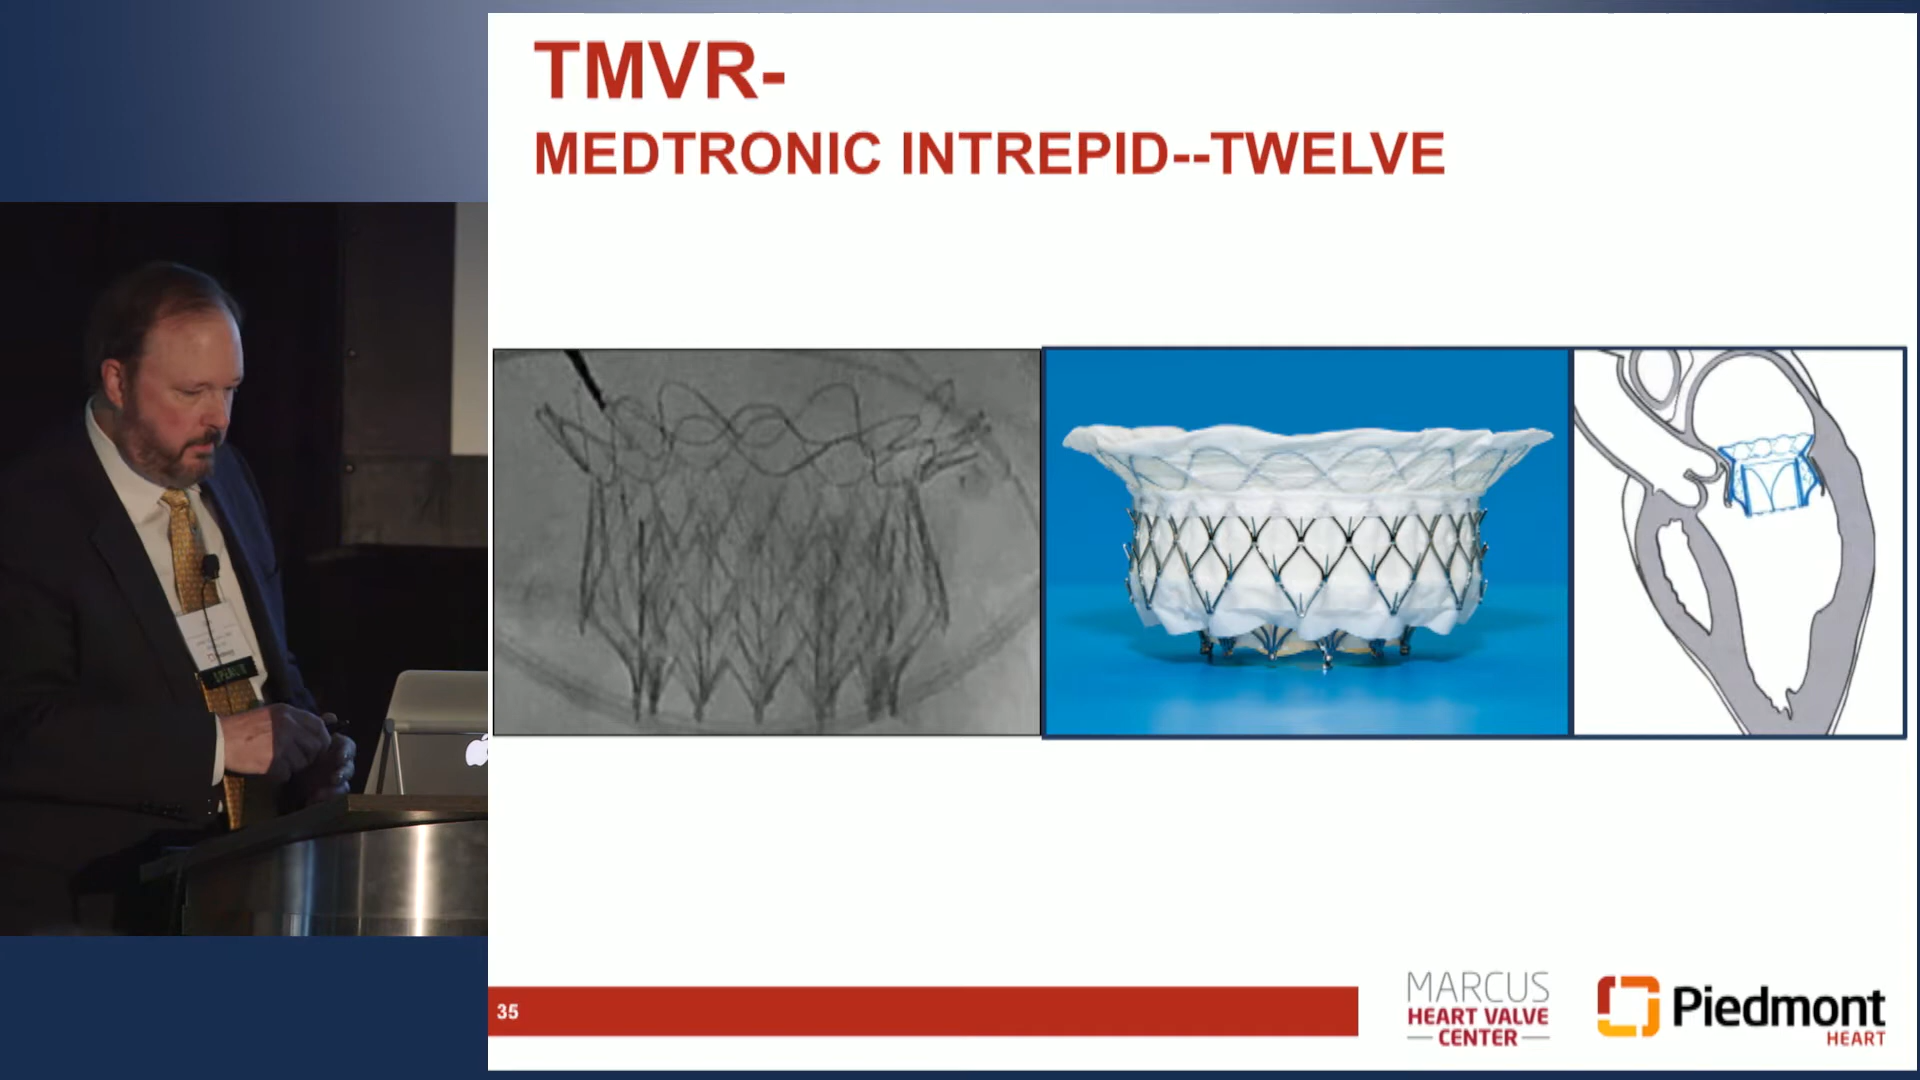 TMVR-
MEDTRONIC INTREPID--TWELVE
35
MARCUS
HEART VALVE
CENTER
Piedmont
HEART